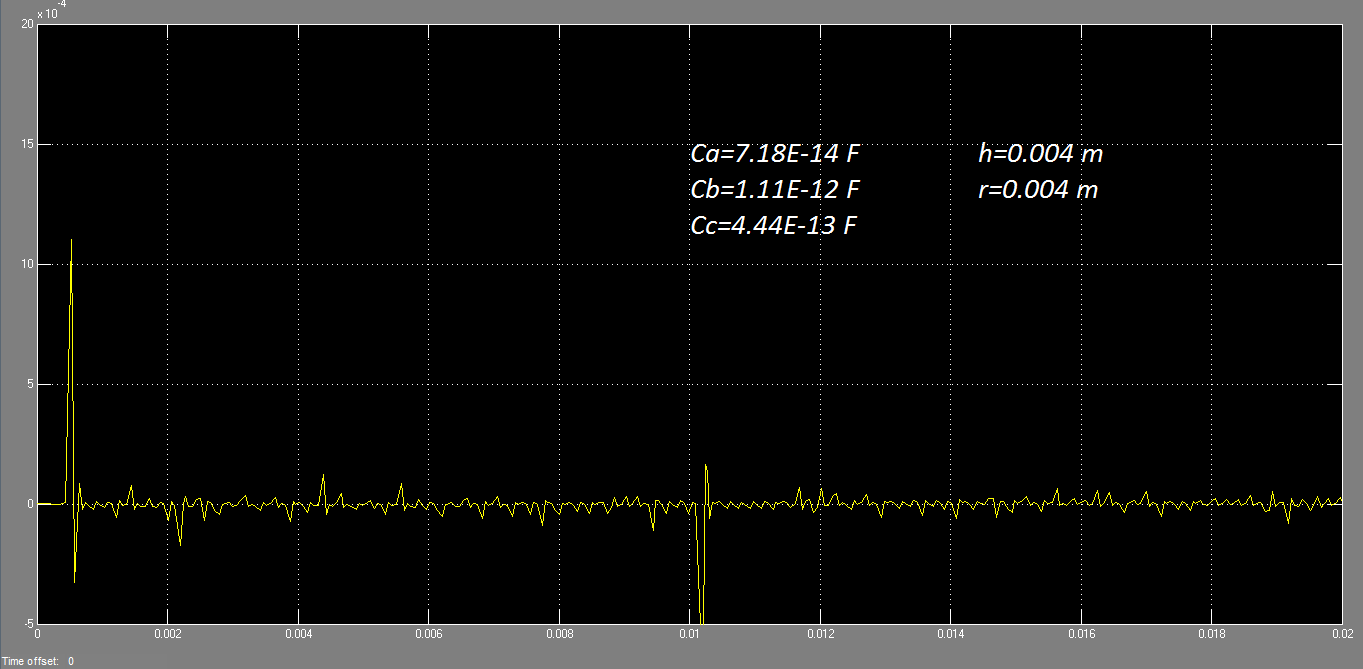 x 10^-4
20
15
10
5
0
-5
Ca=7.18E-14 F
Cb=1.11E-12 F
Cc=4.44E-13 F
h=0.004 m
r=0.004 m
0 0.002 0.004 0.006 0.008 0.01 0.012 0.014 0.016 0.018 0.02
Time offset: 0